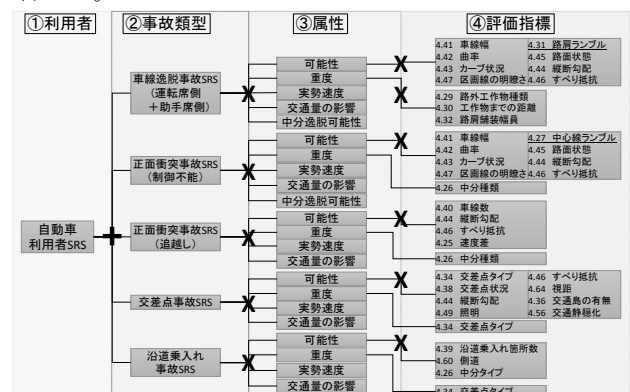 ①利用者
②事故類型
③属性
④評価指標
自動車
利用者SRS
+
車線逸脱事故SRS
(運転席側
+助手席側)
X
可能性
重度
実勢速度
交通量の影響
中分逸脱可能性
X
4.41 車線幅 4.31 路肩ランブル
4.42 曲率 4.45 路面状態
4.43 カーブ状況 4.44 縦断勾配
4.47 区画線の明瞭さ 4.46 すべり抵抗
X
4.29 路外工作物種類
4.30 工作物までの距離
4.32 路肩舗装幅員
正面衝突事故SRS
(制御不能)
X
可能性
重度
実勢速度
交通量の影響
中分逸脱可能性
X
4.41 車線幅 4.27 中心線ランブル
4.42 曲率 4.45 路面状態
4.43 カーブ状況 4.44 縦断勾配
4.47 区画線の明瞭さ 4.46 すべり抵抗
4.26 中分種類
正面衝突事故SRS
(追越し)
X
可能性
重度
実勢速度
交通量の影響
X
4.40 車線数
4.44 縦断勾配
4.46 すべり抵抗
4.25 速度差
4.26 中分種類
交差点事故SRS
X
可能性
重度
実勢速度
交通量の影響
X
4.34 交差点タイプ 4.46 すべり抵抗
4.38 交差点状況 4.64 視距
4.44 縦断勾配 4.36 交通島の有無
4.49 照明 4.56 交通静穏化
4.34 交差点タイプ
沿道乗入れ
事故SRS
X
可能性
重度
実勢速度
交通量の影響
X
4.39 沿道乗入れ箇所数
4.60 側道
4.26 中分タイプ
4.34 交差点タイプ